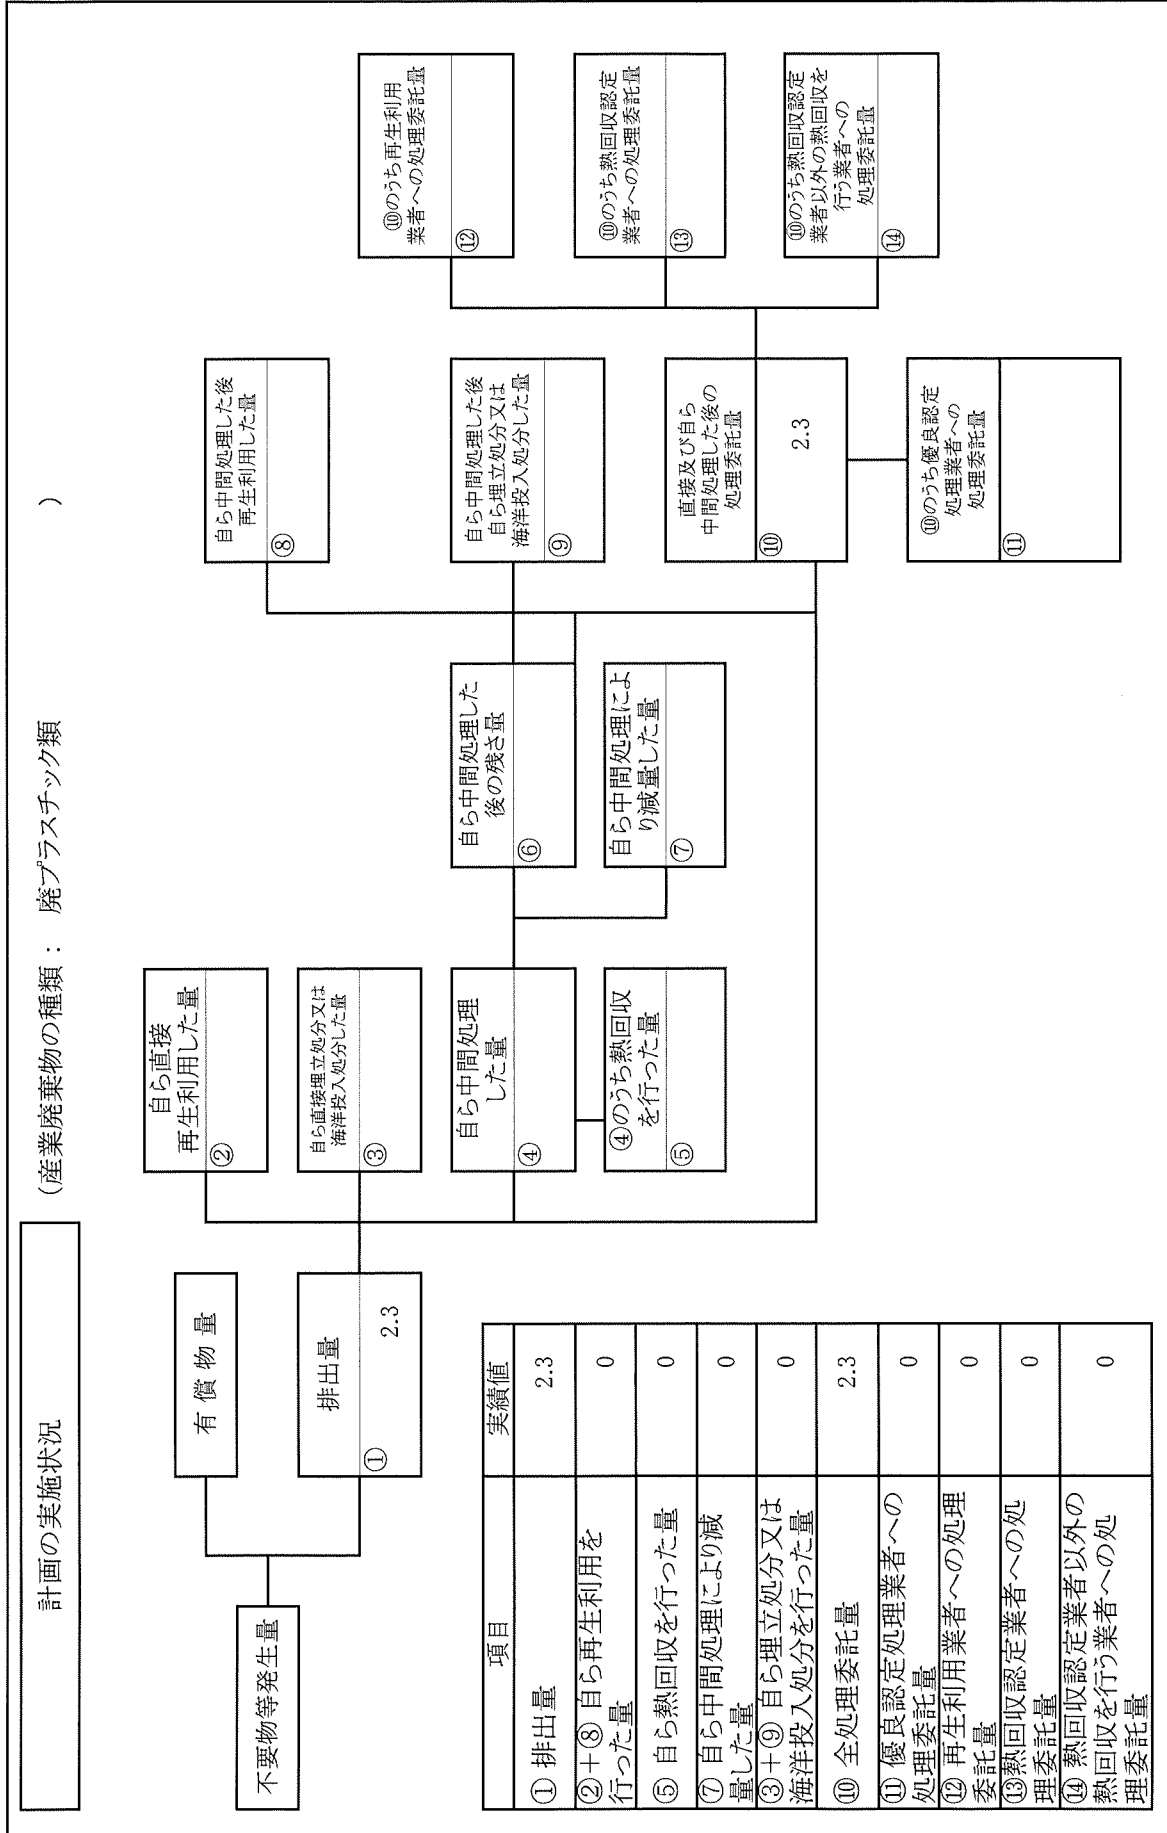 計画の実施状況
(産業廃棄物の種類： 廃プラスチック類 )
不要物等発生量
有償物量
排出量
① 2.3
自ら直接
再生利用した量
②
自ら直接埋立処分又は
海洋投入処分した量
③
自ら中間処理
した量
④
④のうち熱回収
を行った量
⑤
自ら中間処理した
後の残さ量
⑥
自ら中間処理によ
り減量した量
⑦
自ら中間処理した後
再生利用した量
⑧
自ら中間処理した後
自ら埋立処分又は
海洋投入処分した量
⑨
直接及び自ら
中間処理した後の
処理委託量
⑩ 2.3
⑩のうち優良認定
処理業者への
処理委託量
⑪
⑩のうち再生利用
業者への処理委託量
⑫
⑩のうち熱回収認定
業者への処理委託量
⑬
⑩のうち熱回収認定
業者以外の熱回収を
行う業者への
処理委託量
⑭
項目 実績値
① 排出量 2.3
②＋⑧ 自ら再生利用を
行った量 0
⑤ 自ら熱回収を行った量 0
⑦ 自ら中間処理により減
量した量 0
③＋⑨ 自ら埋立処分又は
海洋投入処分を行った量 0
⑩ 全処理委託量 2.3
⑪ 優良認定処理業者への
処理委託量 0
⑫ 再生利用業者への処理
委託量 0
⑬熱回収認定業者への処
理委託量 0
⑭ 熱回収認定業者以外の
熱回収を行う業者への処
理委託量 0